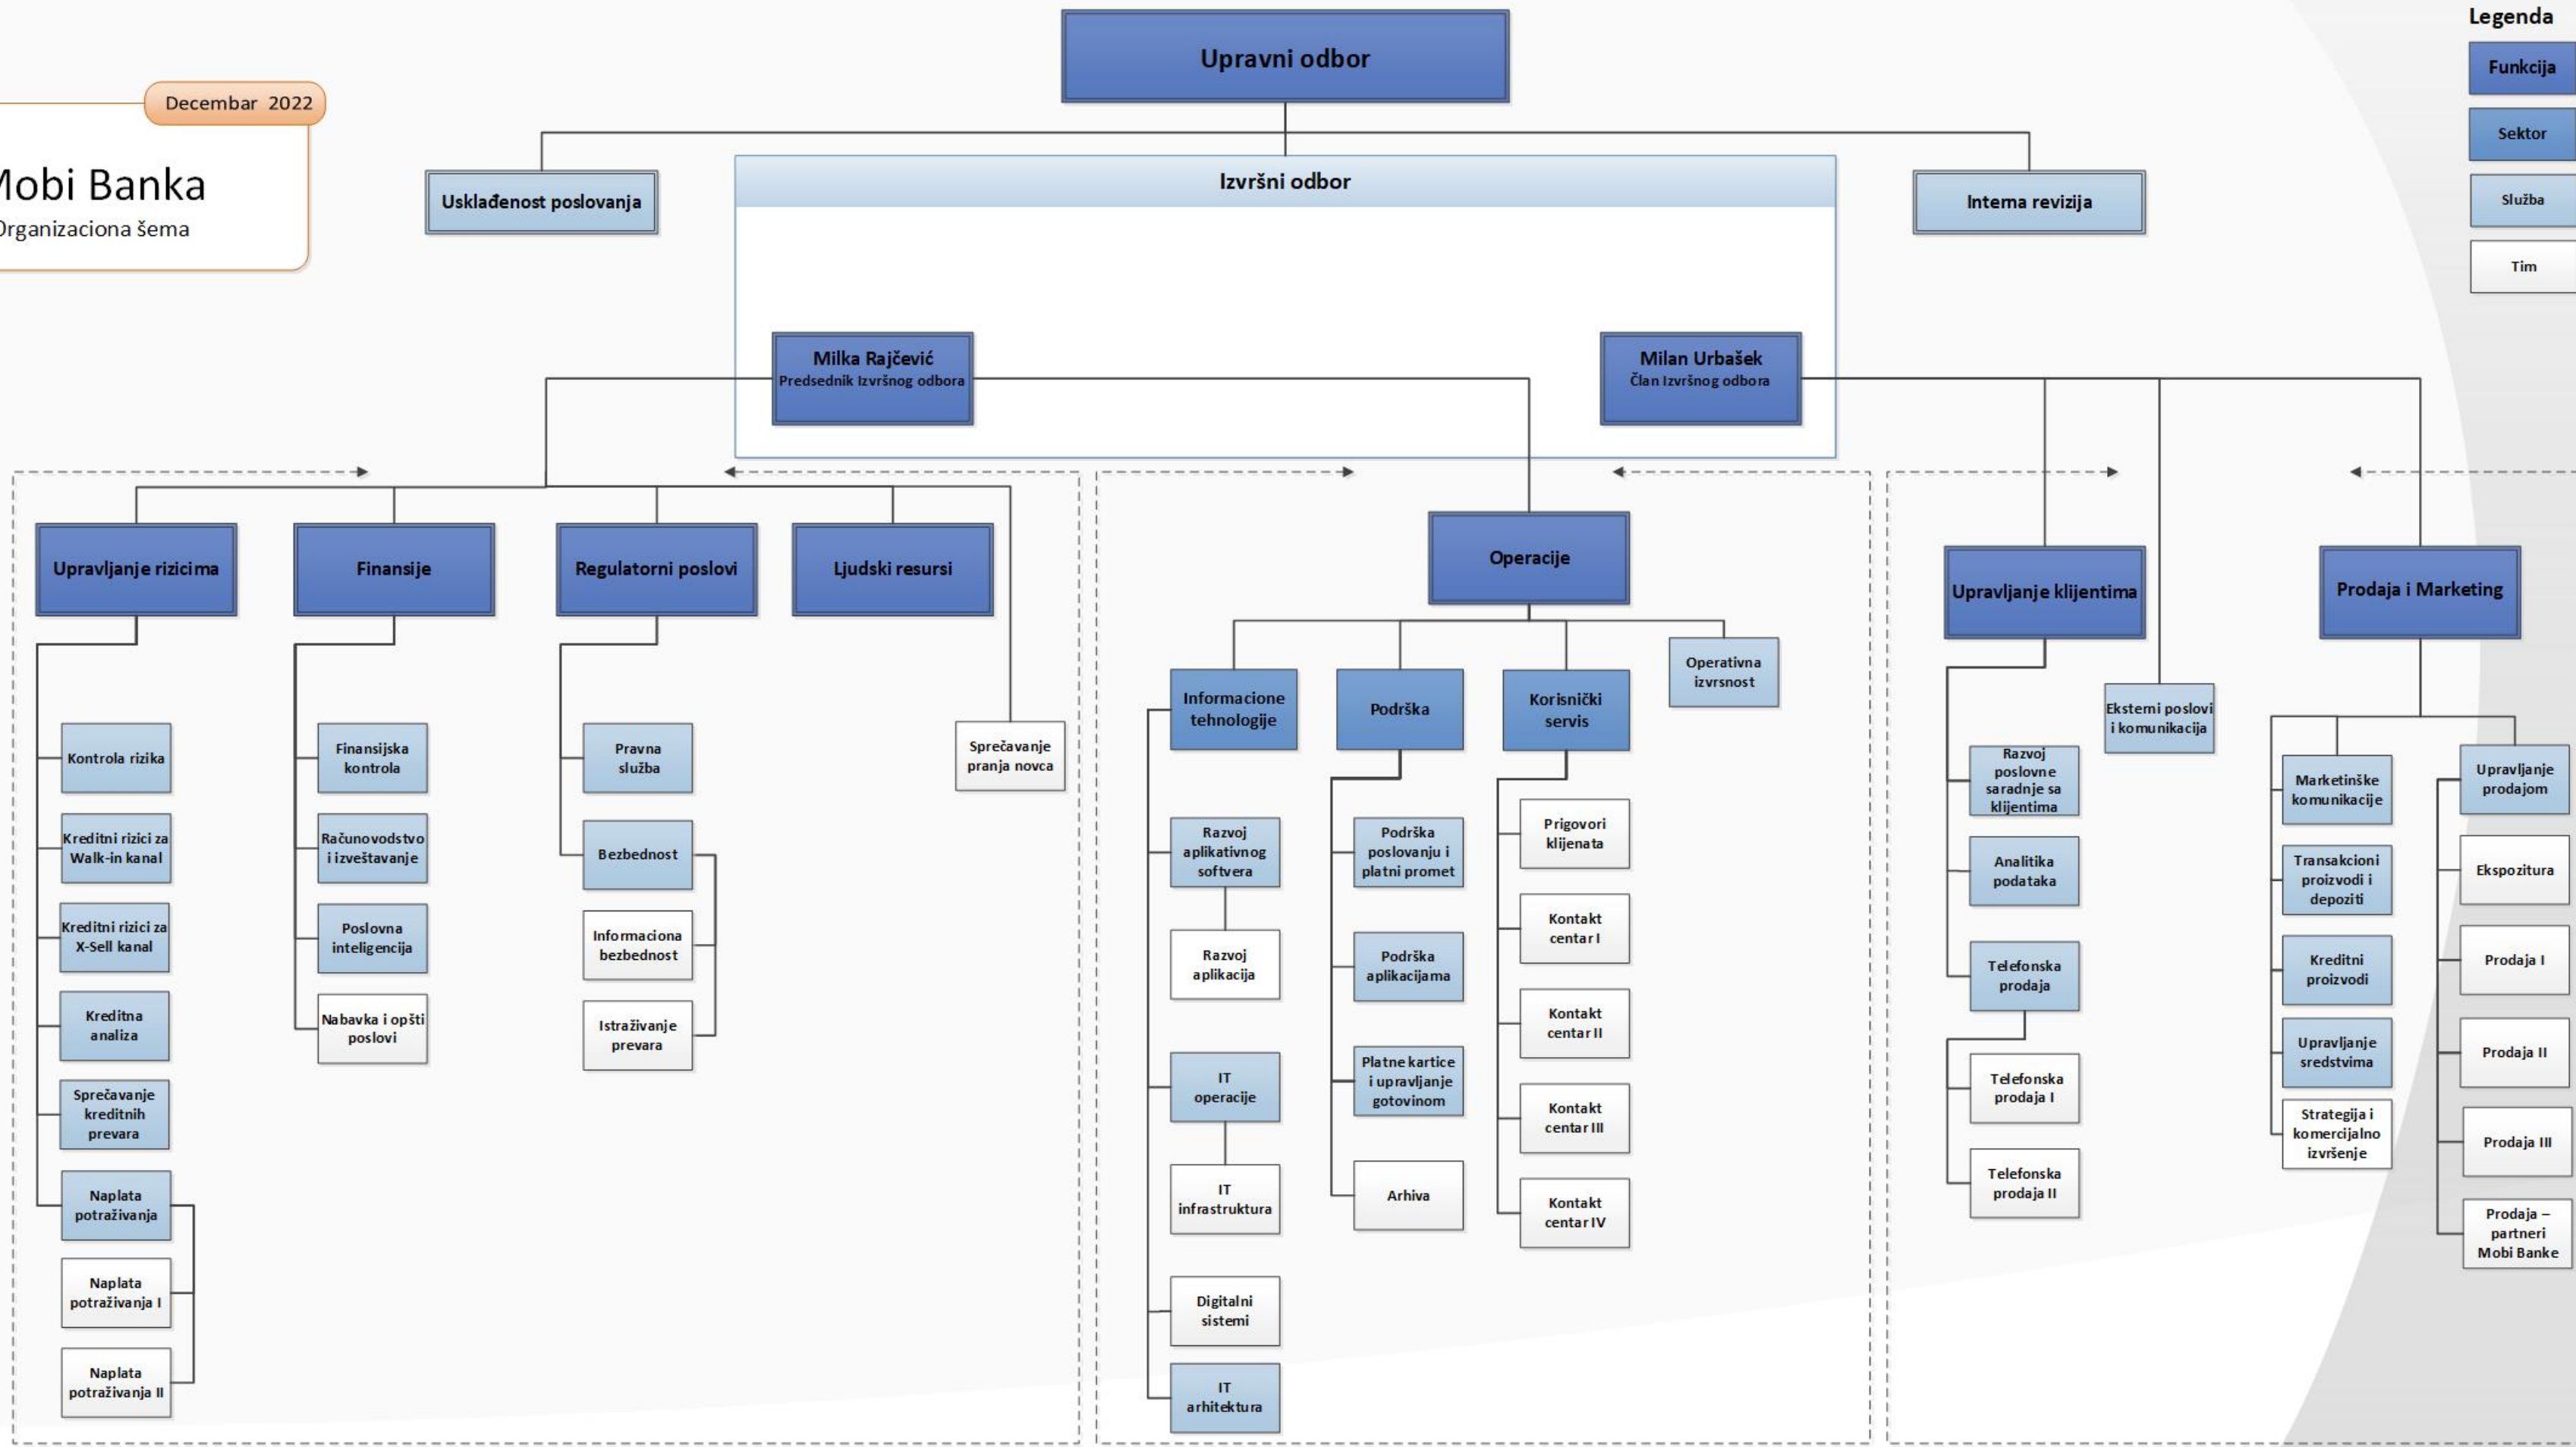 Upravni odbor
Legenda
Funkcija
Sektor
Služba
Tim
Decembar 2022
Mobi Banka
Organizaciona šema
Usklađenost poslovanja
Izvršni odbor
Interna revizija
Milka Rajčević
Predsednik Izvršnog odbora
Milan Urbašek
Član Izvršnog odbora
Upravljanje rizicima
Finansije
Regulatorni poslovi
Ljudski resursi
Operacije
Upravljanje klijentima
Prodaja i Marketing
Kontrola rizika
Kreditni rizici za
Walk-in kanal
Kreditni rizici za
X-Sell kanal
Kreditna
analiza
Sprečavanje
kreditnih
prevara
Naplata
potraživanja
Naplata
potraživanja I
Naplata
potraživanja II
Finansijska
kontrola
Računovodstvo
i izveštavanje
Poslovna
inteligencija
Nabavka i opšti
poslovi
Pravna
služba
Bezbednost
Informaciona
bezbednost
Istraživanje
prevara
Sprečavanje
pranja novca
Informacione
tehnologije
Razvoj
aplikativnog
softvera
Razvoj
aplikacija
IT
operacije
IT
infrastruktura
Digitalni
sistemi
IT
arhitektura
Podrška
Podrška
poslovanju i
platni promet
Podrška
aplikacijama
Platne kartice
i upravljanje
gotovinom
Arhiva
Korisnički
servis
Prigovori
klijenata
Kontakt
centar I
Kontakt
centar II
Kontakt
centar III
Kontakt
centar IV
Operativna
izvrsnost
Razvoj
poslovne
saradnje sa
klijentima
Analitika
podataka
Telefonska
prodaja
Telefonska
prodaja I
Telefonska
prodaja II
Eksterni poslovi
i komunikacija
Marketinške
komunikacije
Transakcioni
proizvodi i
depoziti
Kreditni
proizvodi
Upravljanje
sredstvima
Strategija i
komercijalno
izvršenje
Upravljanje
prodajom
Ekspozitura
Prodaja I
Prodaja II
Prodaja III
Prodaja –
partneri
Mobi Banke